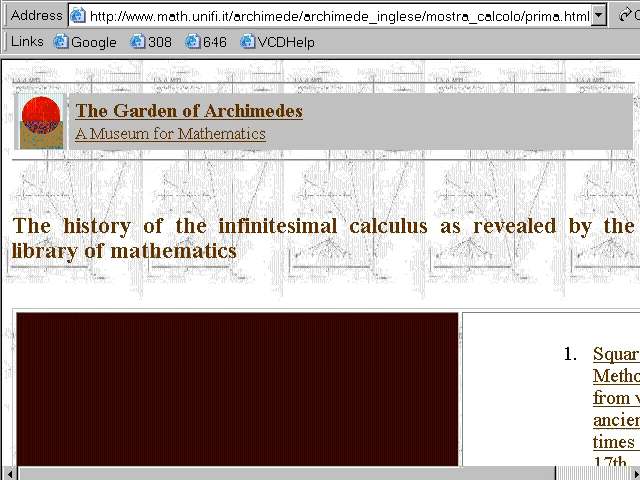 Address http://www.math.unifi.it/archimede/archimede_inglese/mostra_calcolo/prima.html
Links Google 308 646 VCDHelp
The Garden of Archimedes
A Museum for Mathematics
The history of the infinitesimal calculus as revealed by the
library of mathematics
1. Squar
Metho
from v
ancien
times
17th